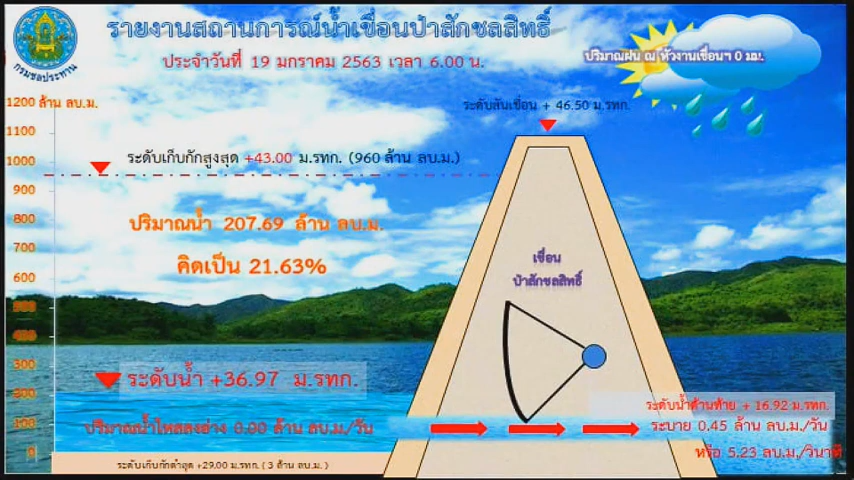 รายงานสถานการณ์น้ำเขื่อนป่าสักชลสิทธิ์
ประจำวันที่ 19 มกราคม 2563 เวลา 6.00 น.
กรมชลประทาน
ปริมาณฝน ณ หัวงานเขื่อนฯ 0 มม.
1200 ล้าน ลบ.ม.
ระดับสันเขื่อน + 46.50 ม.รทก.
1100
1000
ระดับเก็บกักสูงสุด +43.00 ม.รทก. (960 ล้าน ลบ.ม.)
900
800
ปริมาณน้ำ 207.69 ล้าน ลบ.ม.
700
คิดเป็น 21.63%
600
เขื่อน
ป่าสักชลสิทธิ์
500
400
300
ระดับน้ำ +36.97 ม.รทก.
200
ระดับน้ำด้านท้าย + 16.92 ม.รทก.
100
ปริมาณน้ำไหลลงอ่าง 0.00 ล้าน ลบ.ม/วัน
ระบาย 0.45 ล้าน ลบ.ม./วัน
หรือ 5.23 ลบ.ม./วินาที
0
ระดับเก็บกักต่ำสุด +29.00 ม.รทก. ( 3 ล้าน ลบ.ม. )